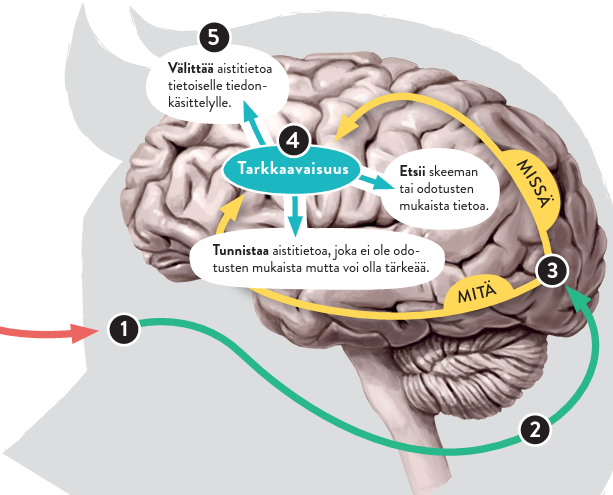 5
Välittää aistitietoa
tietoiselle tiedon-
käsittelylle.
4
Tarkkaavaisuus
Etsii skeeman
tai odotusten
mukaista tietoa.
MISSÄ
Tunnistaa aistitietoa, joka ei ole odo-
tusten mukaista mutta voi olla tärkeää.
3
MITÄ
1
2